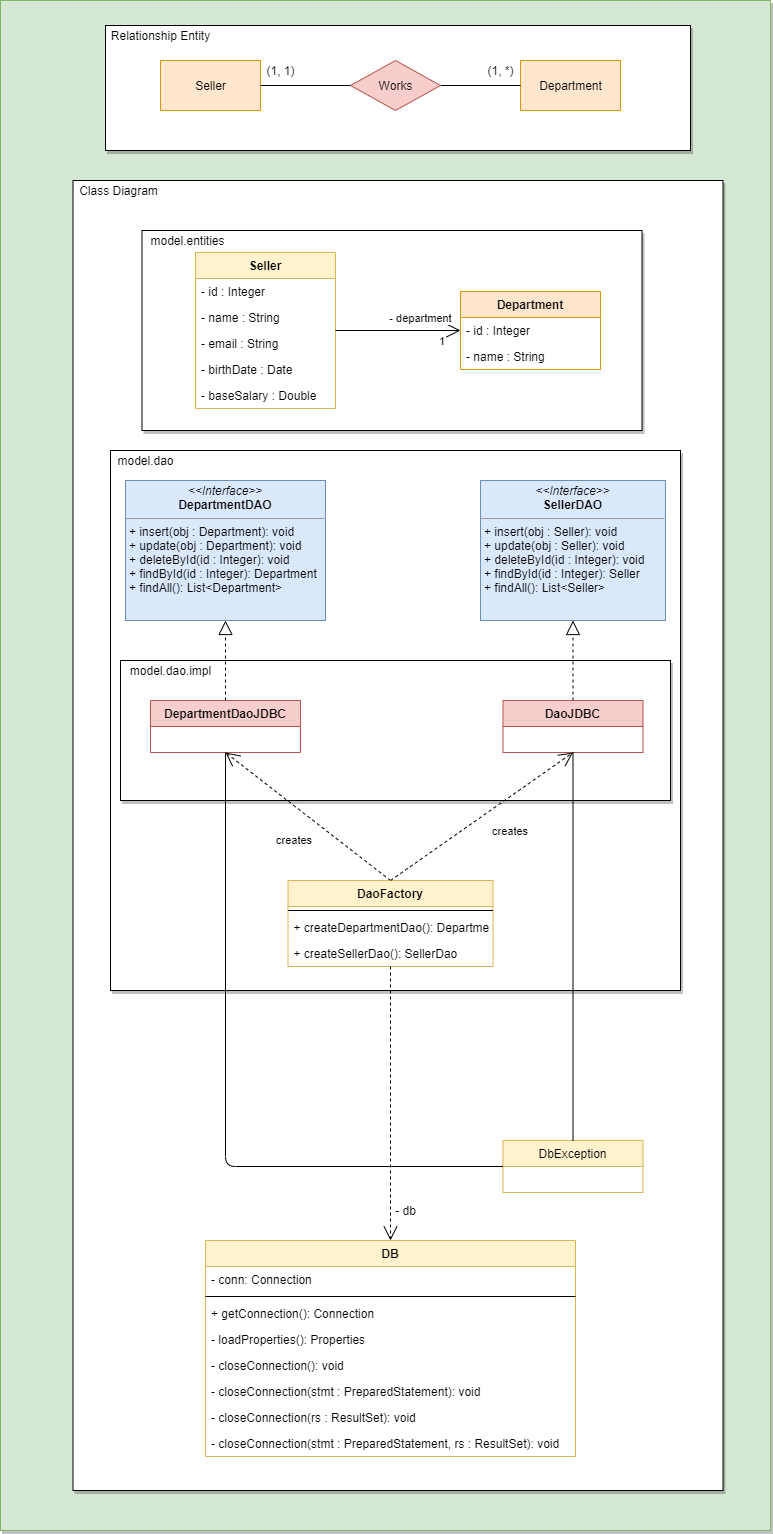 Relationship Entity
Seller
(1, 1)
Works
(1, *)
Department
Class Diagram
model.entities
Seller
- id : Integer
- name : String
- email : String
- birthDate : Date
- baseSalary : Double
- department
1
Department
- id : Integer
- name : String
model.dao
<<Interface>>
DepartmentDAO
+ insert(obj : Department): void
+ update(obj : Department): void
+ deleteById(id : Integer): void
+ findById(id : Integer): Department
+ findAll(): List<Department>
<<Interface>>
SellerDAO
+ insert(obj : Seller): void
+ update(obj : Seller): void
+ deleteById(id : Integer): void
+ findById(id : Integer): Seller
+ findAll(): List<Seller>
model.dao.impl
DepartmentDaoJDBC
DaoJDBC
creates
creates
DaoFactory
+ createDepartmentDao(): Departme
+ createSellerDao(): SellerDao
DbException
- db
DB
- conn: Connection
+ getConnection(): Connection
- loadProperties(): Properties
- closeConnection(): void
- closeConnection(stmt : PreparedStatement): void
- closeConnection(rs : ResultSet): void
- closeConnection(stmt : PreparedStatement, rs : ResultSet): void